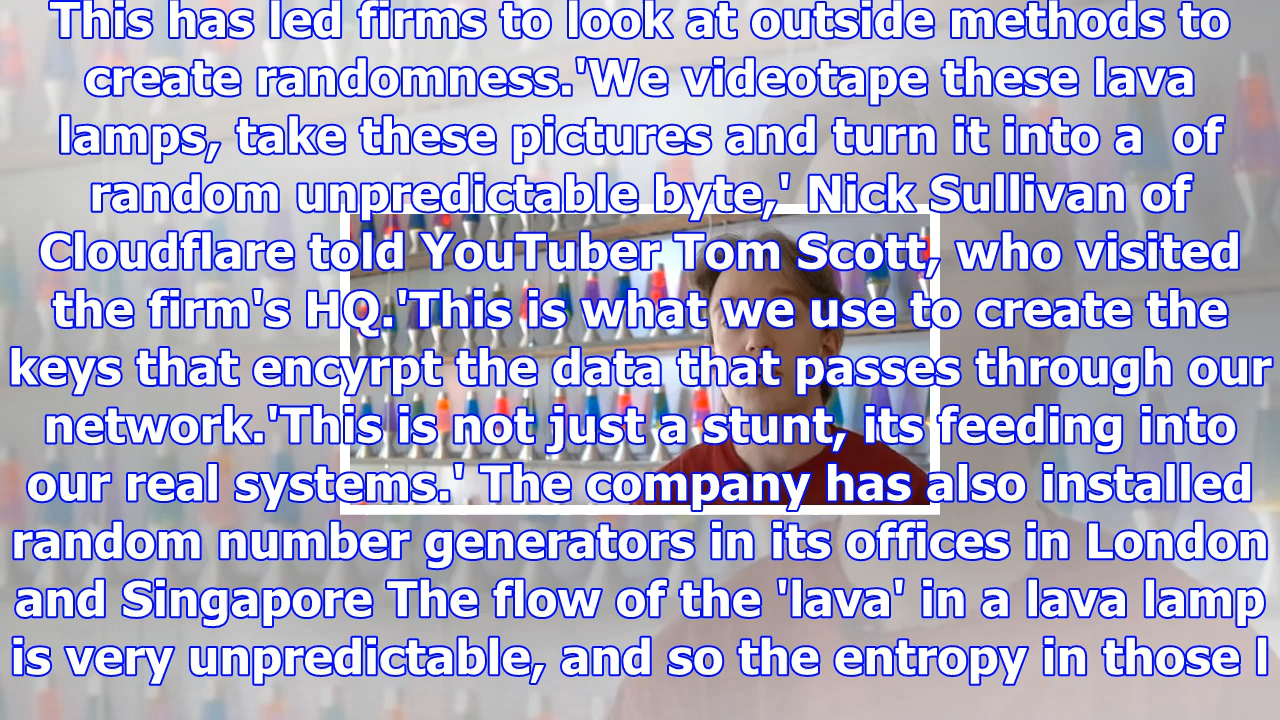 This has led firms to look at outside methods to
create randomness.'We videotape these lava
lamps, take these pictures and turn it into a  of
random unpredictable byte,' Nick Sullivan of
Cloudflare told YouTuber Tom Scott, who visited
the firm's HQ.'This is what we use to create the
keys that encyrpt the data that passes through our
network.'This is not just a stunt, its feeding into
our real systems.' The company has also installed
random number generators in its offices in London
and Singapore The flow of the 'lava' in a lava lamp
is very unpredictable, and so the entropy in those l